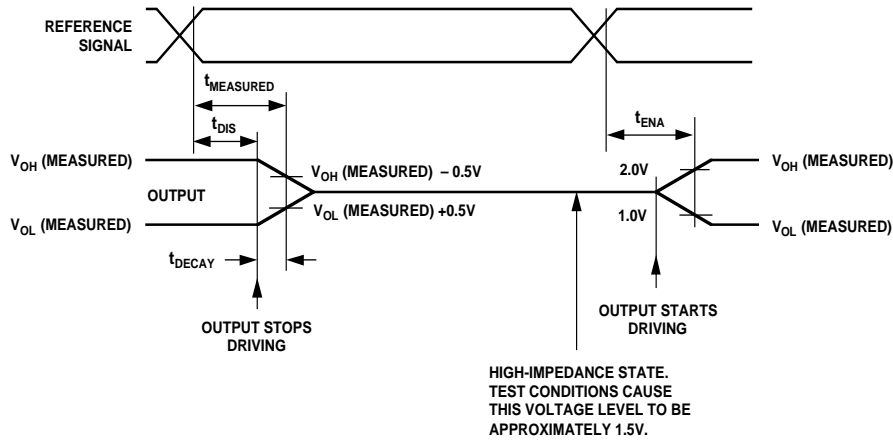 REFERENCE
SIGNAL
tMEASURED
tDIS
tENA
VOH (MEASURED)
VOH (MEASURED) – 0.5V
2.0V
VOH (MEASURED)
OUTPUT
VOL (MEASURED) +0.5V
1.0V
VOL (MEASURED)
VOL (MEASURED)
tDECAY
OUTPUT STOPS
DRIVING
OUTPUT STARTS
DRIVING
HIGH-IMPEDANCE STATE.
TEST CONDITIONS CAUSE
THIS VOLTAGE LEVEL TO BE
APPROXIMATELY 1.5V.